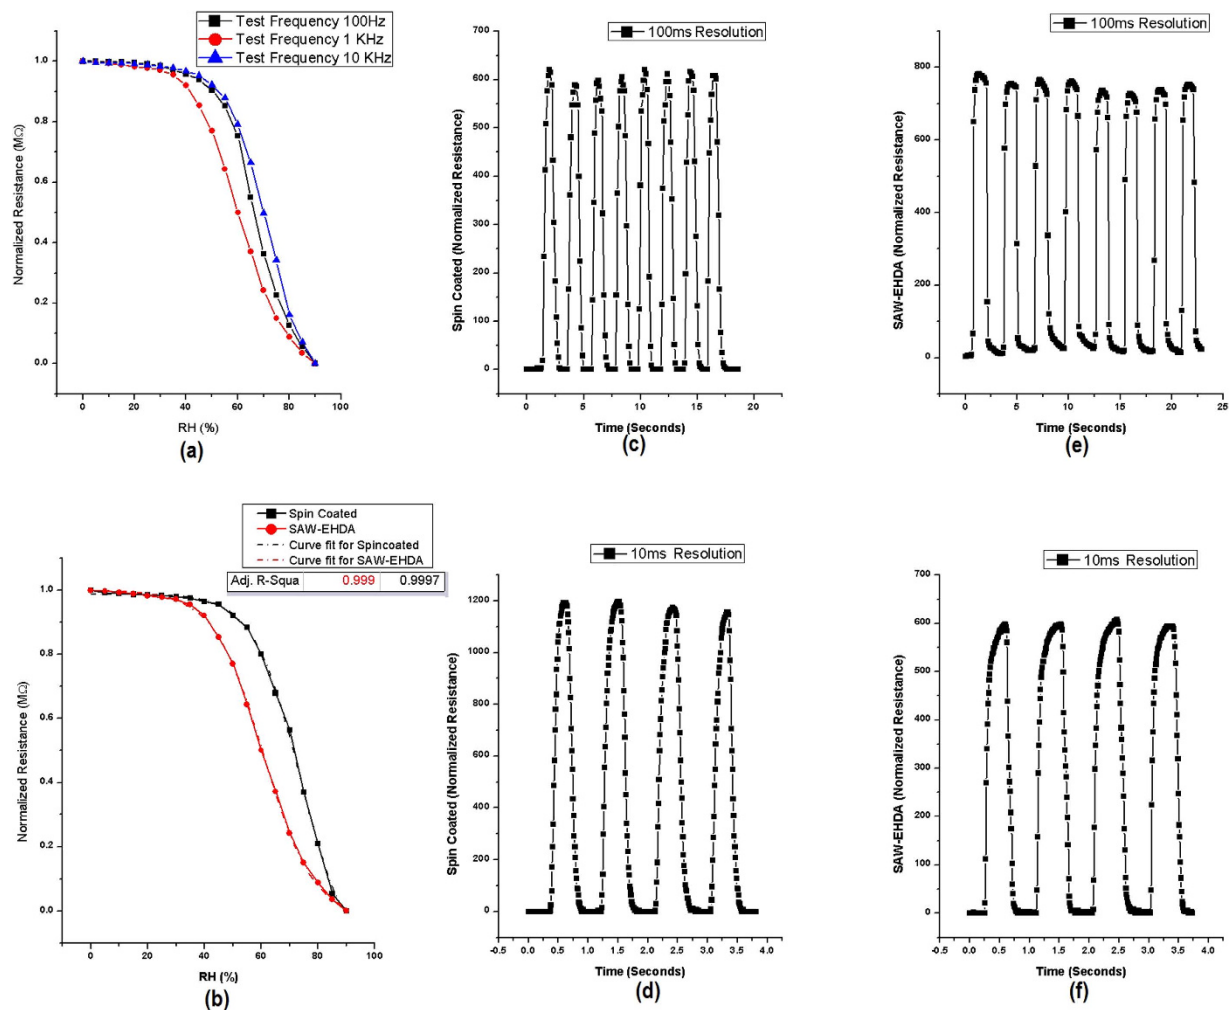 Test Frequency 100Hz
Test Frequency 1 KHz
Test Frequency 10 KHz
1.0
0.8
0.6
0.4
0.2
0.0
Normalized Resistance (MΩ)
0 20 40 60 80 100
RH (%)
(a)
100ms Resolution
700
600
500
400
300
200
100
0
Spin Coated (Normalized Resistance)
0 5 10 15 20 25
Time (Seconds)
(c)
100ms Resolution
800
600
400
200
0
SAW-EHDA (Normalized Resistance)
0 5 10 15 20 25
Time (Seconds)
(e)
Spin Coated
SAW-EHDA
Curve fit for Spincoated
Curve fit for SAW-EHDA
Adj. R-Squa 0.999 0.9997
1.0
0.8
0.6
0.4
0.2
0.0
Normalized Resistance (MΩ)
0 20 40 60 80 100
RH (%)
(b)
10ms Resolution
1200
1000
800
600
400
200
0
Spin Coated (Normalized Resistance)
-0.5 0.0 0.5 1.0 1.5 2.0 2.5 3.0 3.5 4.0
Time (Seconds)
(d)
10ms Resolution
700
600
500
400
300
200
100
0
SAW-EHDA (Normalized Resistance)
-0.5 0.0 0.5 1.0 1.5 2.0 2.5 3.0 3.5 4.0
Time (Seconds)
(f)